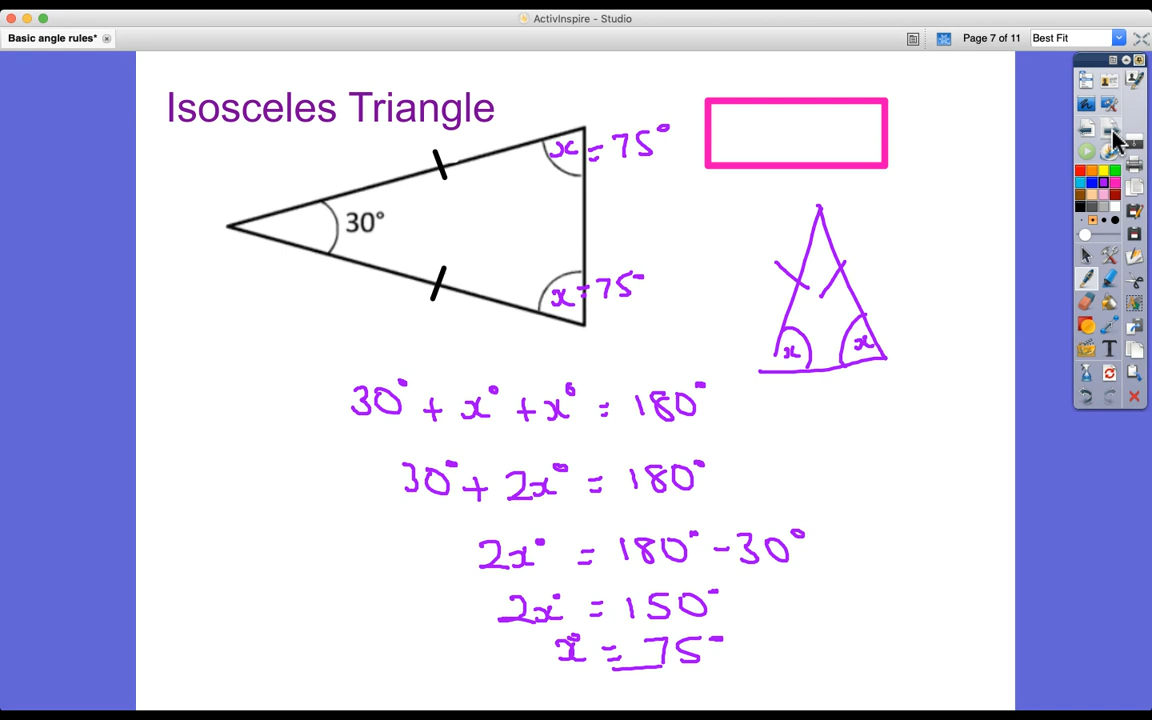 ActivInspire - Studio
Basic angle rules*
Page 7 of 11
Best Fit
Isosceles Triangle
x = 75°
30°
x = 75°
x
x
30° + x° + x° = 180°
30° + 2x° = 180°
2x° = 180° - 30°
2x° = 150°
x° = 75°